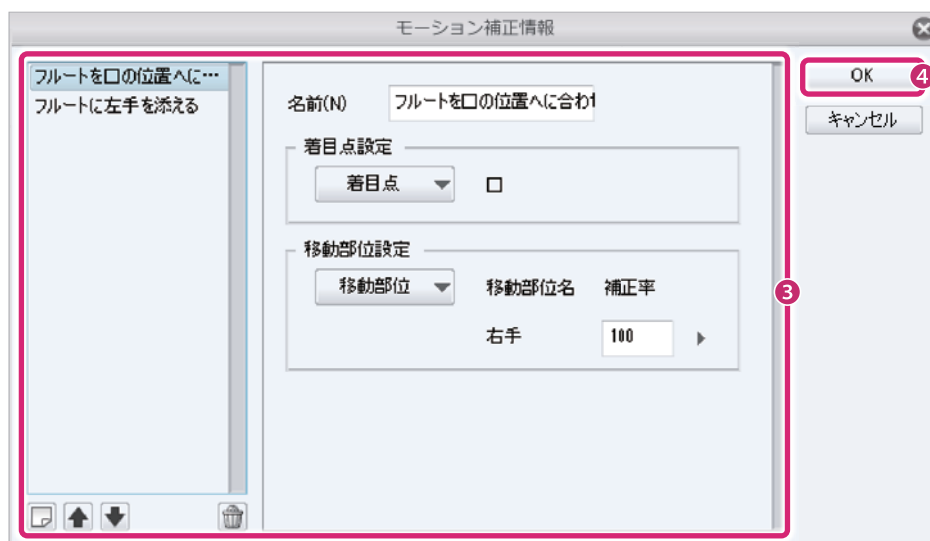 モーション補正情報
フルートを口の位置へに…
フルートに左手を添える
名前(N) フルートを口の位置へに合わ
着目点設定
着目点 口
移動部位設定
移動部位 移動部位名 補正率
右手 100
OK 4
キャンセル
3